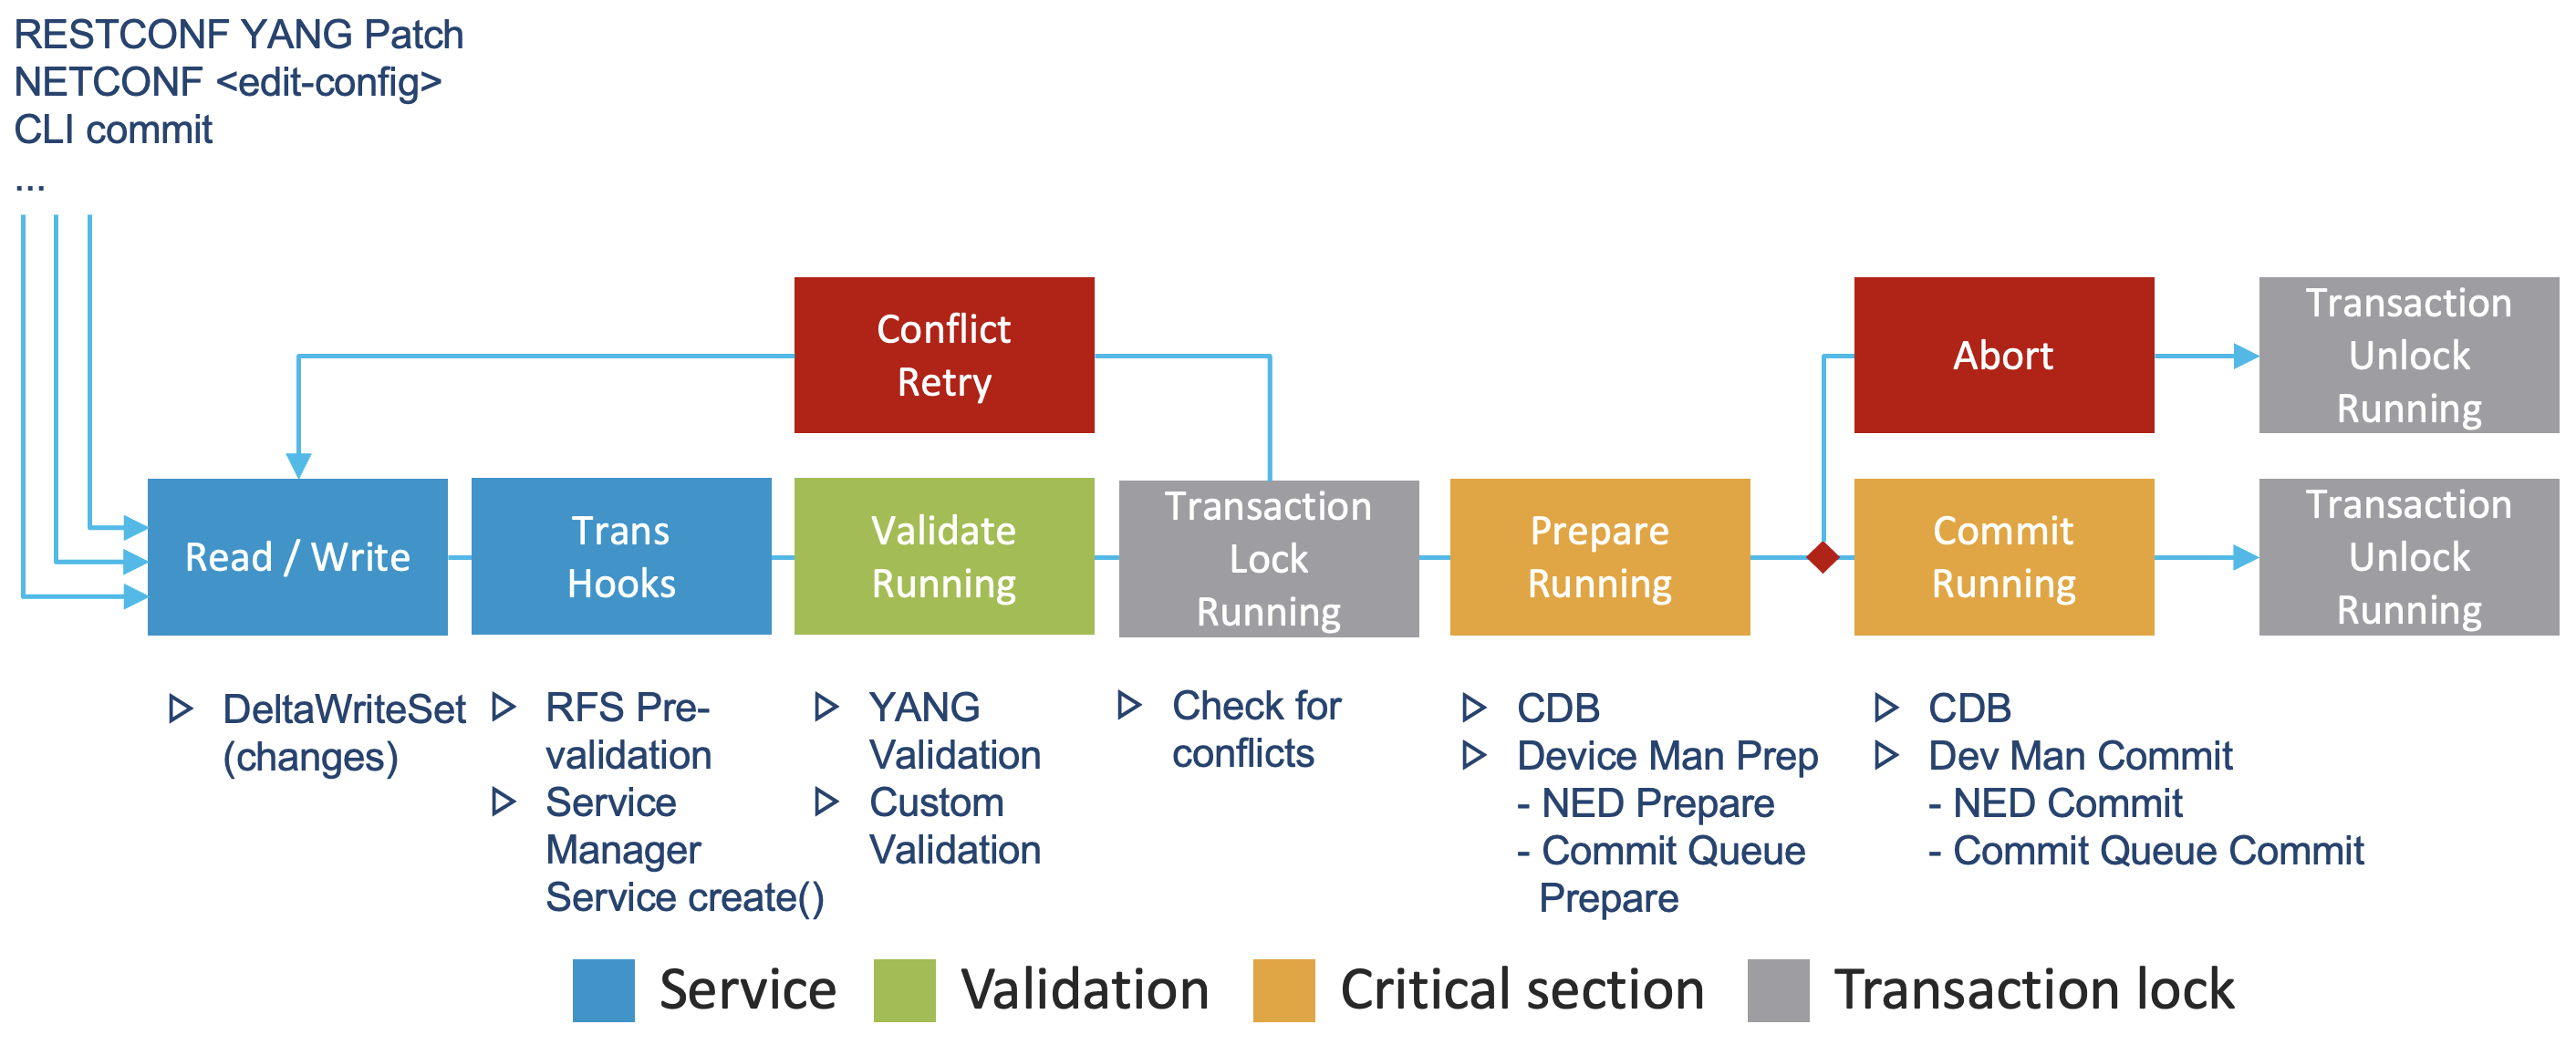 RESTCONF YANG Patch
NETCONF <edit-config>
CLI commit
...
Conflict
Retry
Abort
Transaction
Unlock
Running
Read / Write
Trans
Hooks
Validate
Running
Transaction
Lock
Running
Prepare
Running
Commit
Running
Transaction
Unlock
Running
DeltaWriteSet
(changes)
RFS Pre-
validation
Service
Manager
Service create()
YANG
Validation
Custom
Validation
Check for
conflicts
CDB
Device Man Prep
- NED Prepare
- Commit Queue
Prepare
CDB
Dev Man Commit
- NED Commit
- Commit Queue Commit
Service
Validation
Critical section
Transaction lock